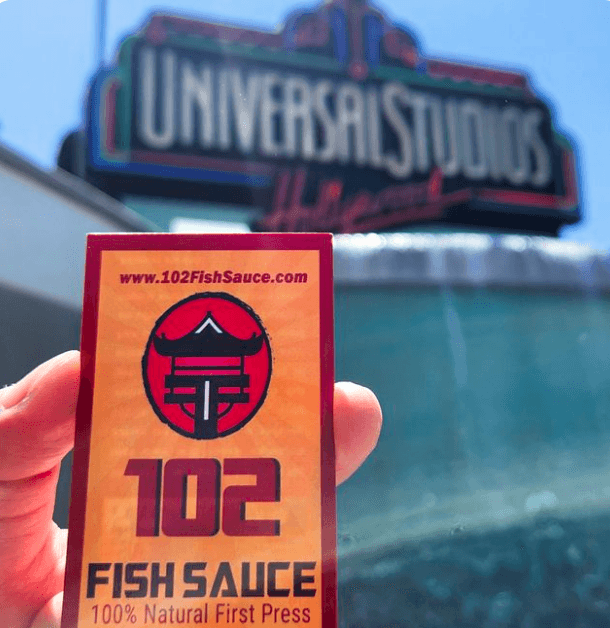 UNIVERSAL STUDIOS
Hollywood
www.102FishSauce.com
102
FISH SAUCE
100% Natural First Press